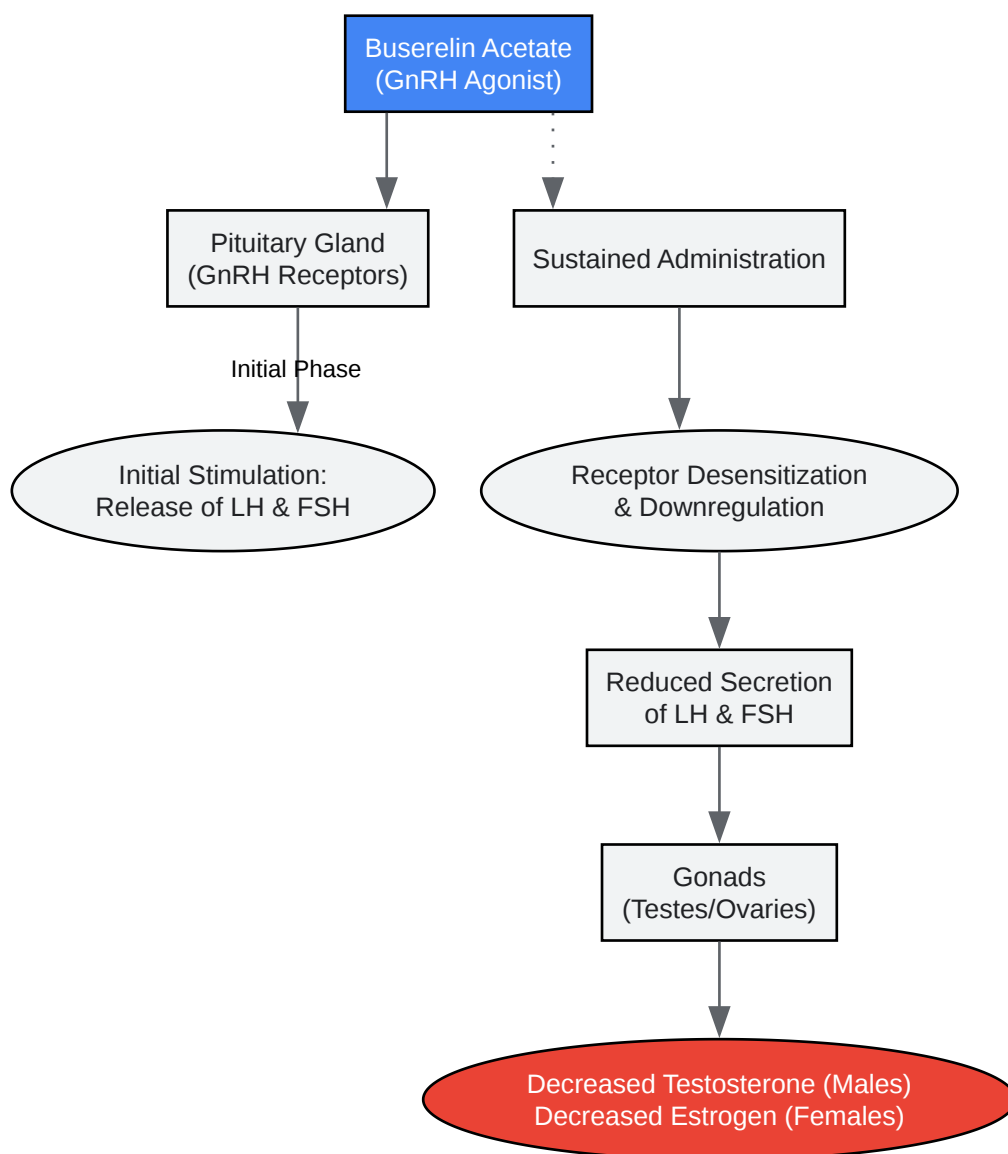 Buserelin Acetate
(GnRH Agonist)
Pituitary Gland
(GnRH Receptors)
Sustained Administration
Initial Phase
Initial Stimulation:
Release of LH & FSH
Receptor Desensitization
& Downregulation
Reduced Secretion
of LH & FSH
Gonads
(Testes/Ovaries)
Decreased Testosterone (Males)
Decreased Estrogen (Females)